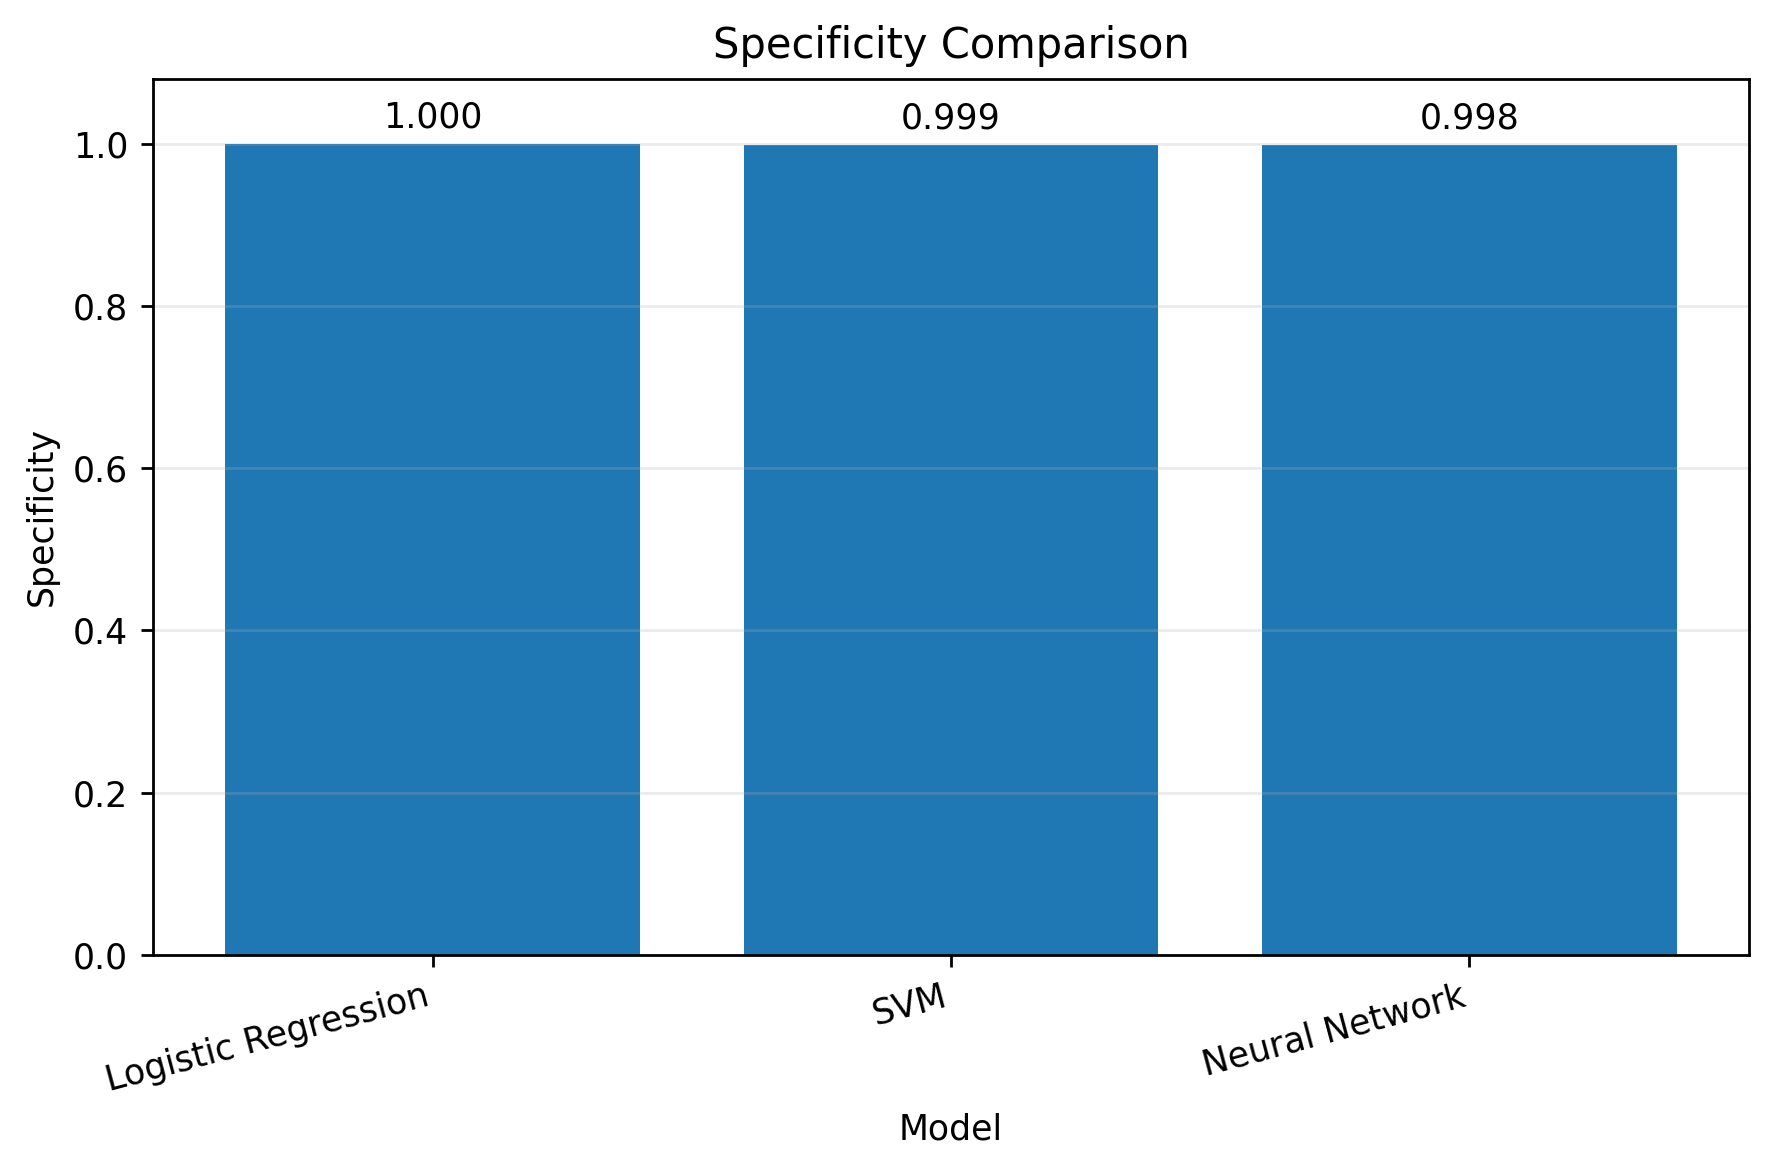 Specificity Comparison
1.000
0.999
0.998
1.0
0.8
0.6
0.4
0.2
0.0
Specificity
Logistic Regression
SVM
Neural Network
Model